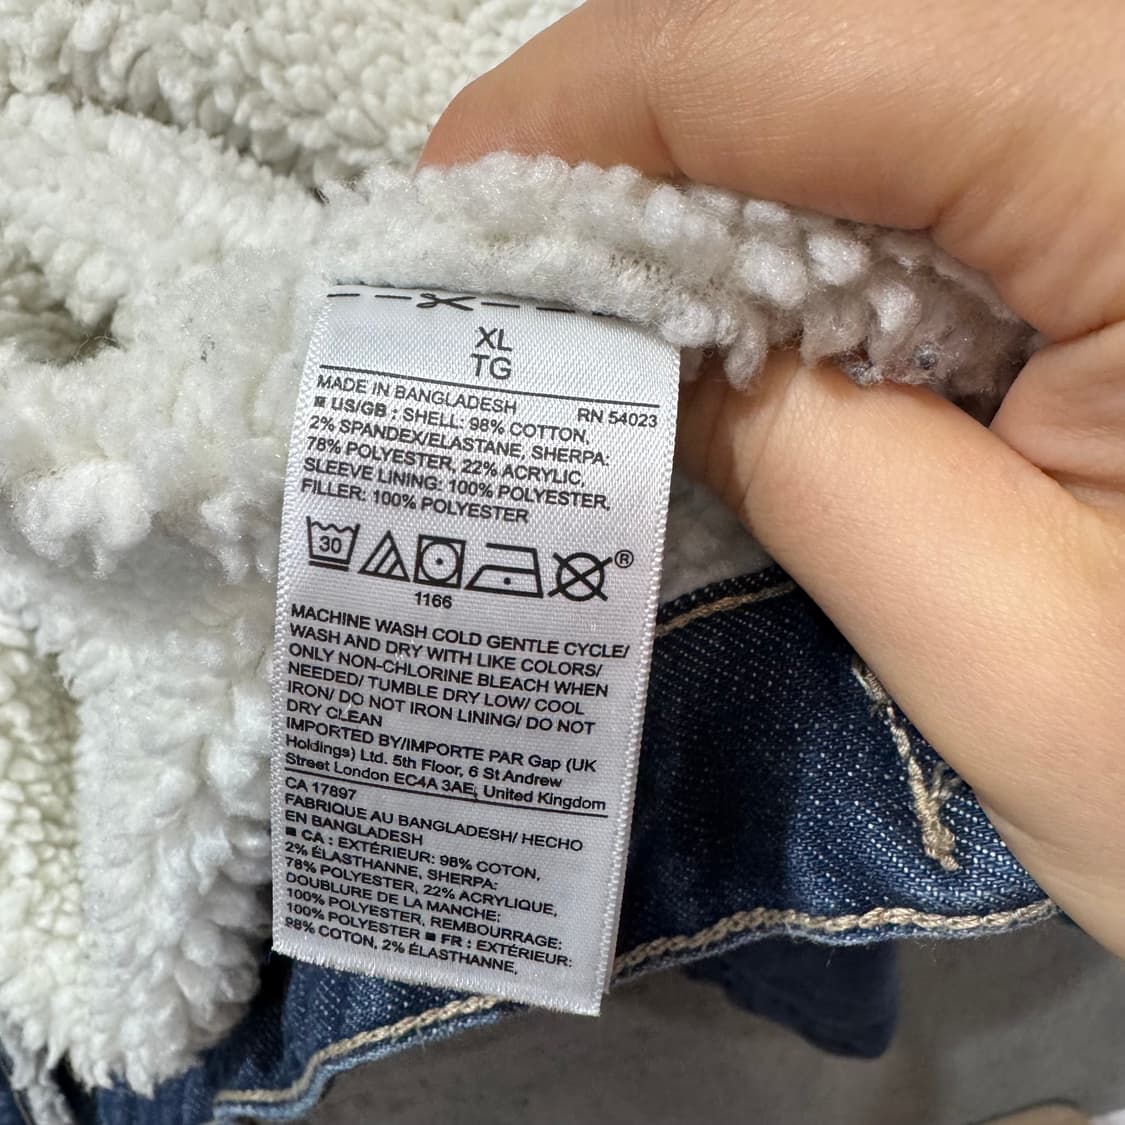 XL
TG
MADE IN BANGLADESH RN 54023
■ US/GB : SHELL: 98% COTTON,
2% SPANDEX/ELASTANE, SHERPA:
78% POLYESTER, 22% ACRYLIC,
SLEEVE LINING: 100% POLYESTER,
FILLER: 100% POLYESTER
30 ®
1166
MACHINE WASH COLD GENTLE CYCLE/
WASH AND DRY WITH LIKE COLORS/
ONLY NON-CHLORINE BLEACH WHEN
NEEDED/ TUMBLE DRY LOW/ COOL
IRON/ DO NOT IRON LINING/ DO NOT
DRY CLEAN
IMPORTED BY/IMPORTE PAR Gap (UK
Holdings) Ltd. 5th Floor, 6 St Andrew
Street London EC4A 3AE, United Kingdom
CA 17897
FABRIQUE AU BANGLADESH/ HECHO
EN BANGLADESH
■ CA : EXTÉRIEUR: 98% COTON,
2% ÉLASTHANNE, SHERPA:
78% POLYESTER, 22% ACRYLIQUE,
DOUBLURE DE LA MANCHE:
100% POLYESTER, REMBOURRAGE:
100% POLYESTER ■ FR : EXTÉRIEUR:
98% COTON, 2% ÉLASTHANNE,